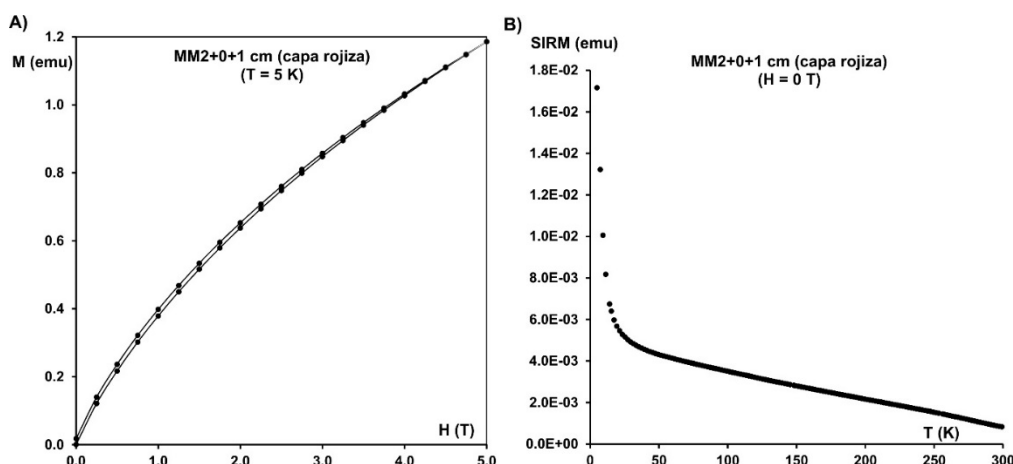 A)
M (emu)
MM2+0+1 cm (capa rojiza)
(T = 5 K)
1.2
1.0
0.8
0.6
0.4
0.2
0.0
0.0 1.0 2.0 3.0 4.0 5.0
H (T)
B)
SIRM (emu)
MM2+0+1 cm (capa rojiza)
(H = 0 T)
1.8E-02
1.6E-02
1.4E-02
1.2E-02
1.0E-02
8.0E-03
6.0E-03
4.0E-03
2.0E-03
0.0E+00
0 50 100 150 200 250 300
T (K)